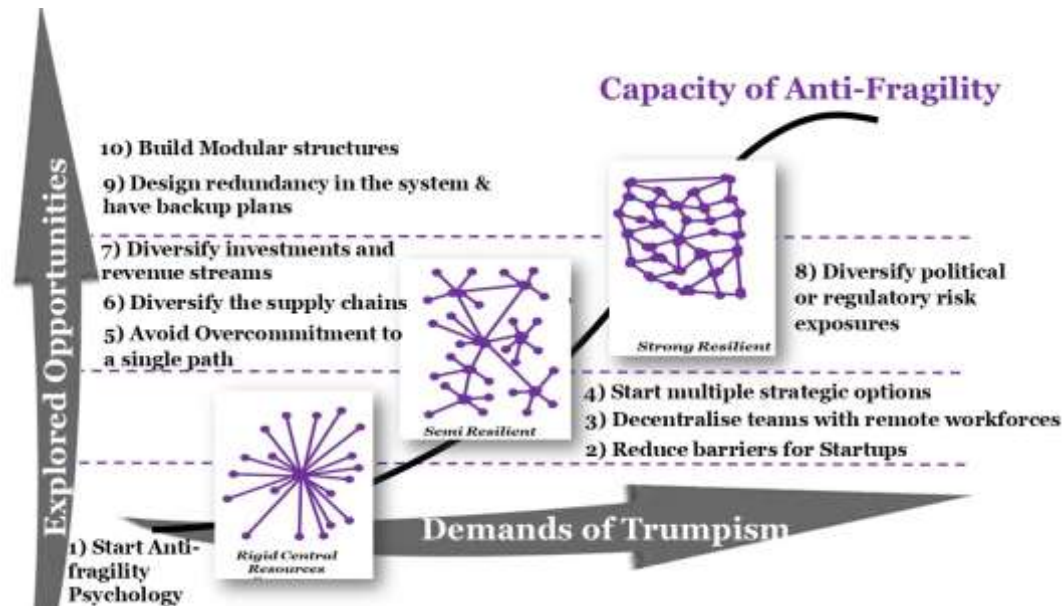 Capacity of Anti-Fragility
10) Build Modular structures
9) Design redundancy in the system &
have backup plans
7) Diversify investments and
revenue streams
6) Diversify the supply chains
5) Avoid Overcommitment to
a single path
8) Diversify political
or regulatory risk
exposures
Strong Resilient
Semi Resilient
4) Start multiple strategic options
3) Decentralise teams with remote workforces
2) Reduce barriers for Startups
Rigid Central
Resources
1) Start Anti-
fragility
Psychology
Explored Opportunities
Demands of Trumpism